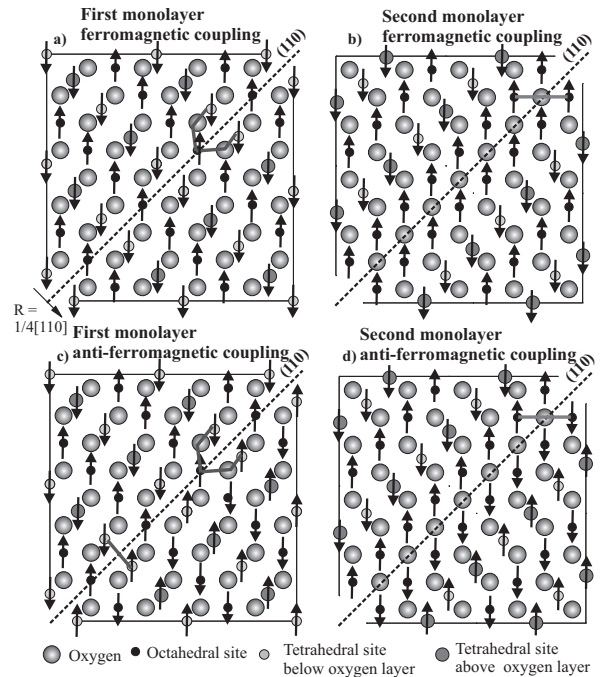 First monolayer
a) ferromagnetic coupling
(110)
Second monolayer
b) ferromagnetic coupling
(110)
R =
1/4[110]
First monolayer
c) anti-ferromagnetic coupling
(110)
Second monolayer
d) anti-ferromagnetic coupling
(110)
Oxygen
Octahedral site
Tetrahedral site
below oxygen layer
Tetrahedral site
above oxygen layer